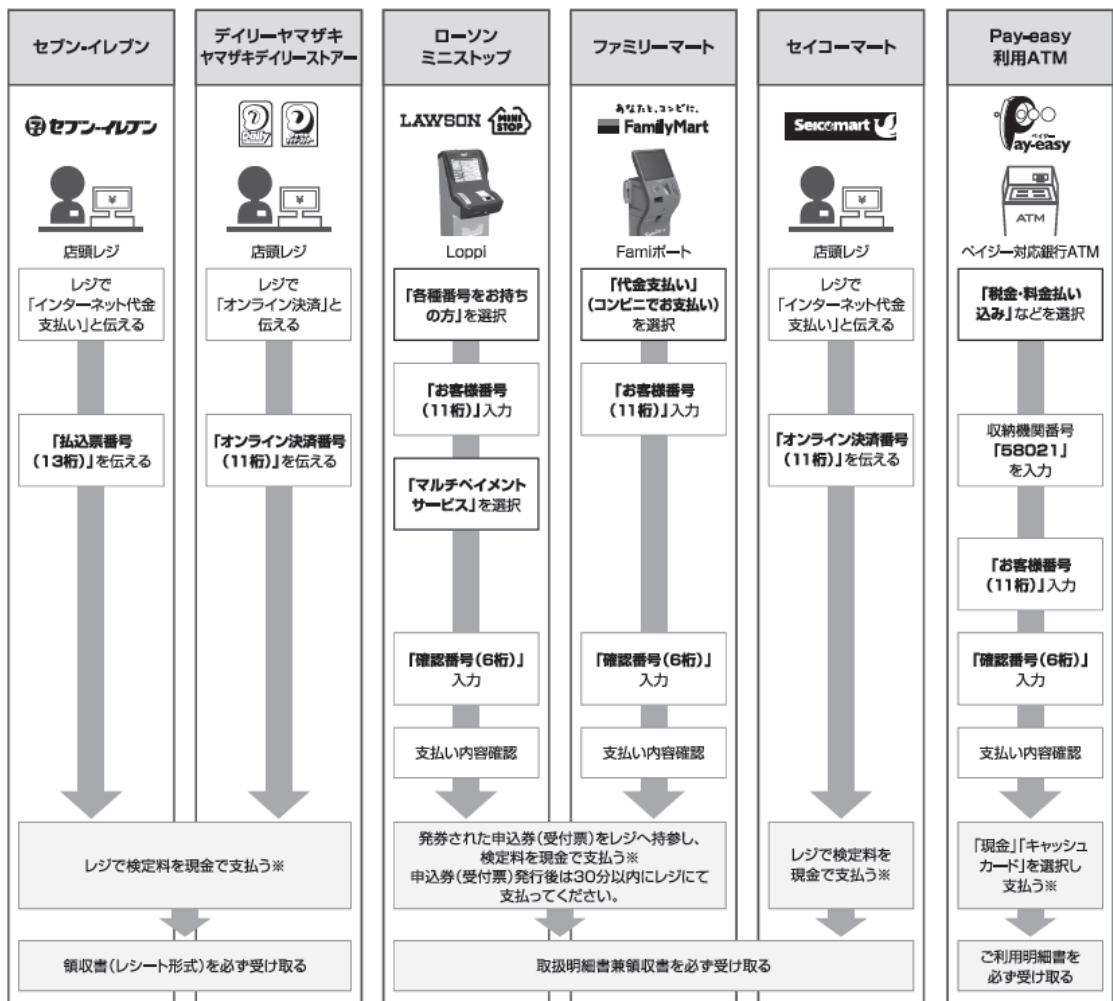 セブン-イレブン
デイリーヤマザキ
ヤマザキデイリーストアー
ローソン
ミニストップ
ファミリーマート
セイコーマート
Pay-easy
利用ATM
セブン-イレブン
LAWSON
MINI
STOP
あなたと、コンビに、
FamilyMart
Seicomart
ペイジー
Pay-easy
¥
¥
¥
ATM
店頭レジ
店頭レジ
Loppi
Famiポート
店頭レジ
ペイジー対応銀行ATM
レジで
「インターネット代金
支払い」と伝える
レジで
「オンライン決済」と
伝える
「各種番号をお持ち
の方」を選択
「代金支払い」
(コンビニでお支払い)
を選択
レジで
「インターネット代金
支払い」と伝える
「税金・料金払い
込み」などを選択
「払込票番号
(13桁)」を伝える
「オンライン決済番号
(11桁)」を伝える
「お客様番号
(11桁)」入力
「マルチペイメント
サービス」を選択
「お客様番号
(11桁)」入力
「オンライン決済番号
(11桁)」を伝える
収納機関番号
「58021」
を入力
「お客様番号
(11桁)」入力
「確認番号(6桁)」
入力
「確認番号(6桁)」
入力
「確認番号(6桁)」
入力
支払い内容確認
支払い内容確認
支払い内容確認
レジで検定料を現金で支払う※
発券された申込券(受付票)をレジへ持参し、
検定料を現金で支払う※
申込券(受付票)発行後は30分以内にレジにて
支払ってください。
レジで検定料を
現金で支払う※
「現金」「キャッシュ
カード」を選択し
支払う※
領収書(レシート形式)を必ず受け取る
取扱明細書兼領収書を必ず受け取る
ご利用明細書を
必ず受け取る